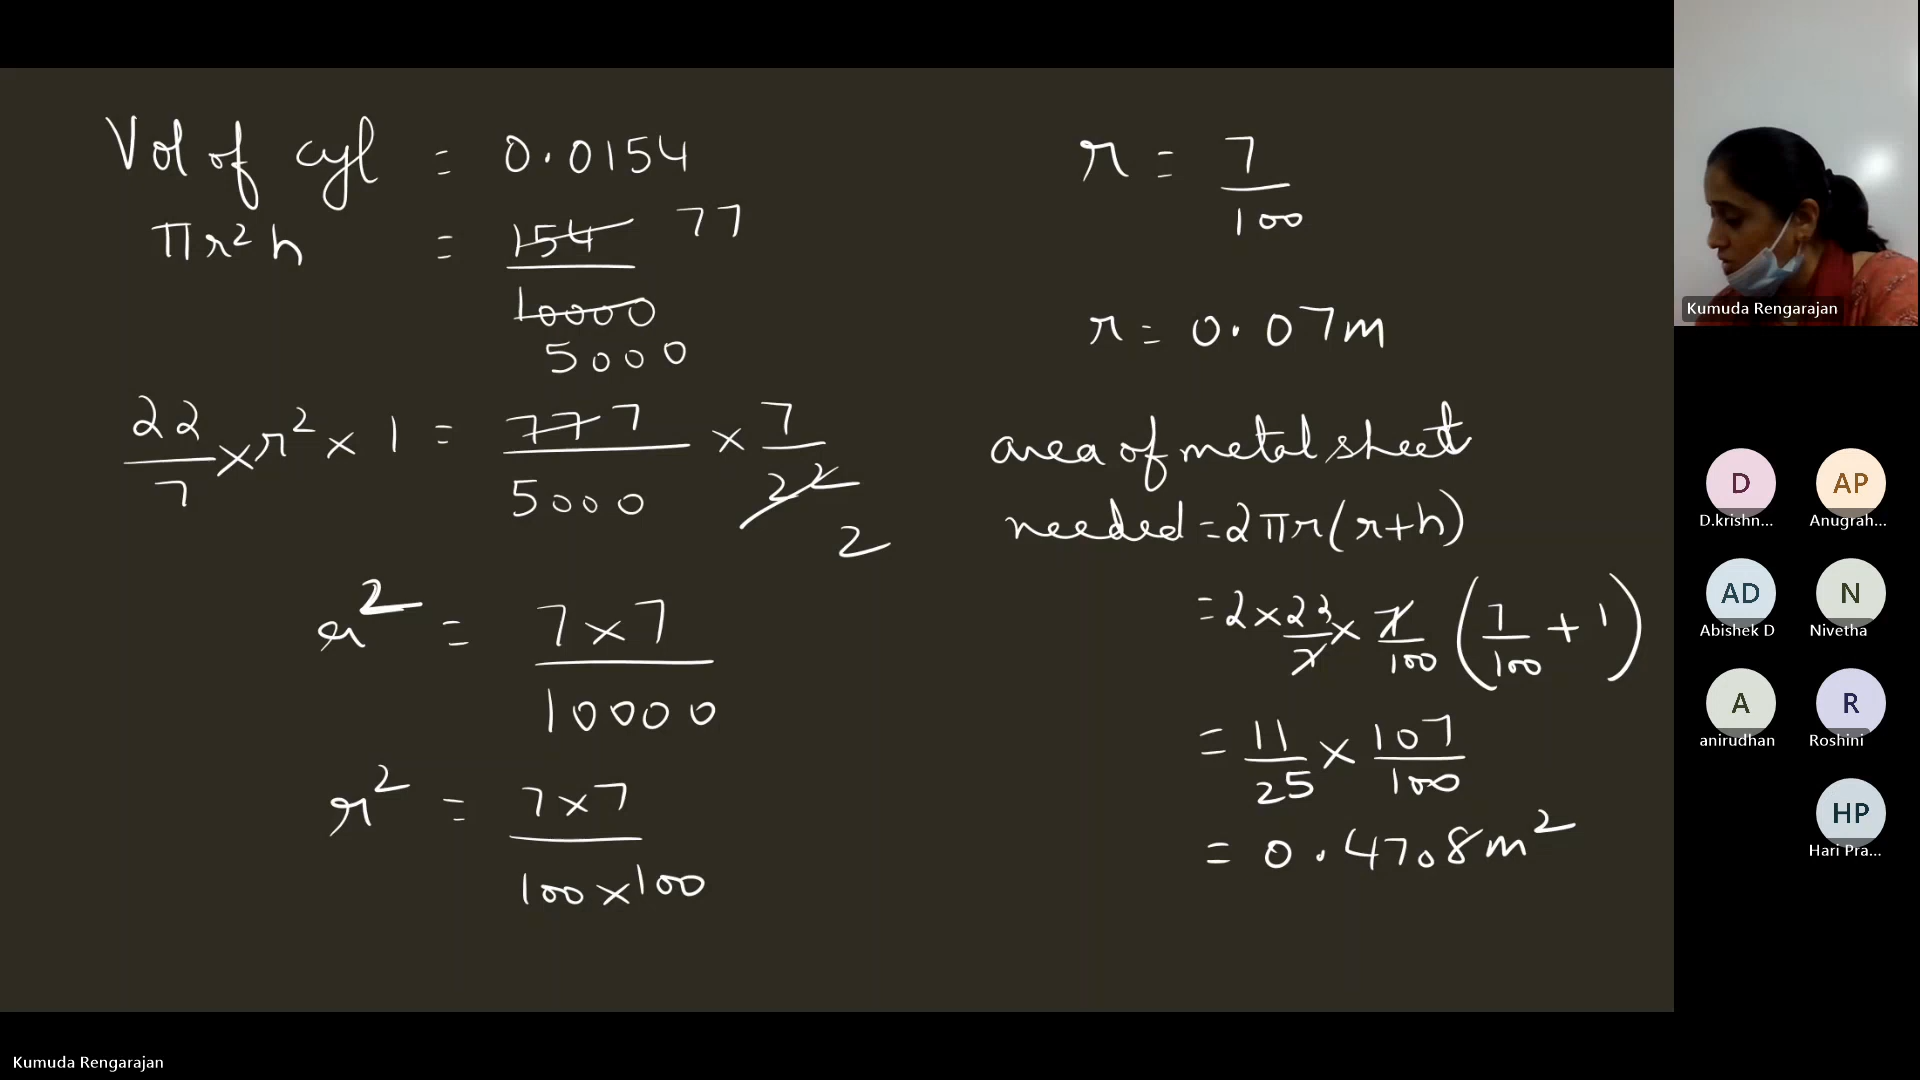 Vol of cyl = 0.0154
πr² h = 154 77
10000
5000
22/7 × r² × 1 = 77 7/5000 × 7/22
2
r² = 7 × 7
10000
r² = 7 × 7
100 × 100
r = 7
100
r = 0.07m
area of metal sheet
needed = 2πr(r+h)
= 2 × 22/7 × 7/100 (7/100 + 1)
= 11/25 × 107/100
= 0.4708 m²
Kumuda Rengarajan
D
AP
D.krishn...
Anugrah...
AD
N
Abishek D
Nivetha
A
R
anirudhan
Roshini
HP
Hari Pra...
Kumuda Rengarajan